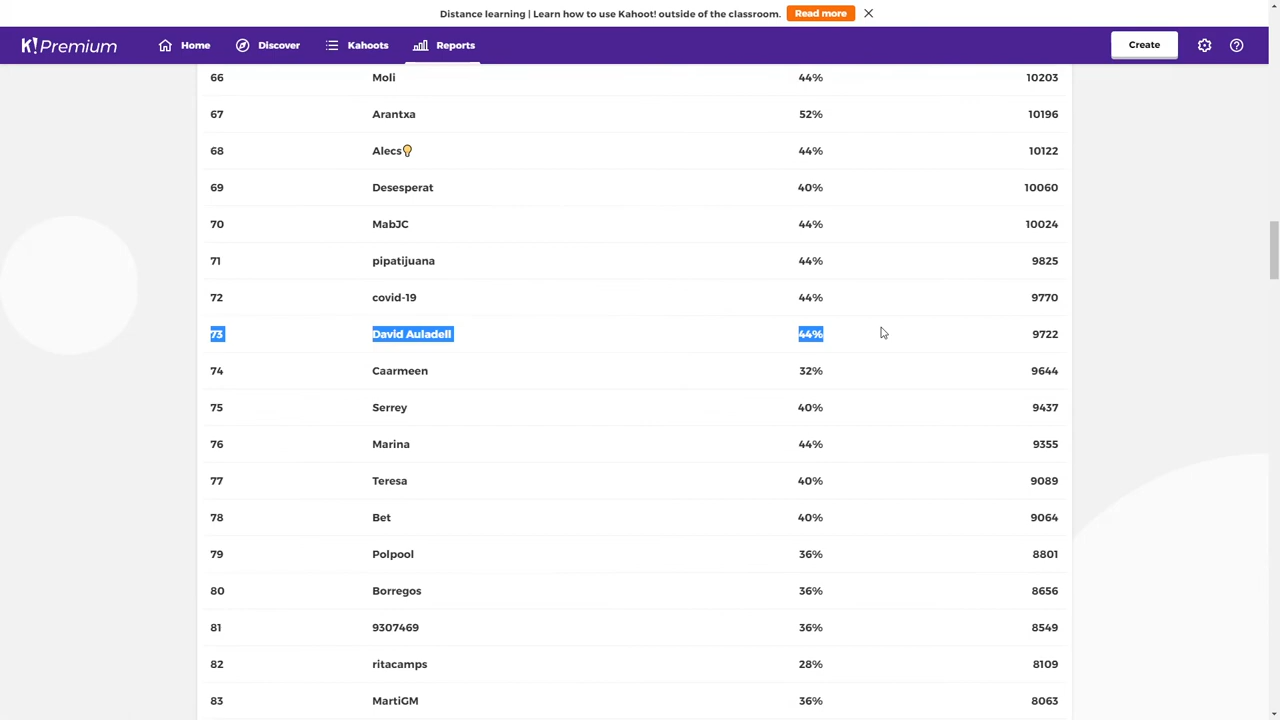 Distance learning | Learn how to use Kahoot! outside of the classroom. Read more
K! Premium Home Discover Kahoots Reports Create
66 Moli 44% 10203
67 Arantxa 52% 10196
68 Alecs💡 44% 10122
69 Desesperat 40% 10060
70 MabJC 44% 10024
71 pipatijuana 44% 9825
72 covid-19 44% 9770
73 David Auladell 44% 9722
74 Caarmeen 32% 9644
75 Serrey 40% 9437
76 Marina 44% 9355
77 Teresa 40% 9089
78 Bet 40% 9064
79 Polpool 36% 8801
80 Borregos 36% 8656
81 9307469 36% 8549
82 ritacamps 28% 8109
83 MartiGM 36% 8063